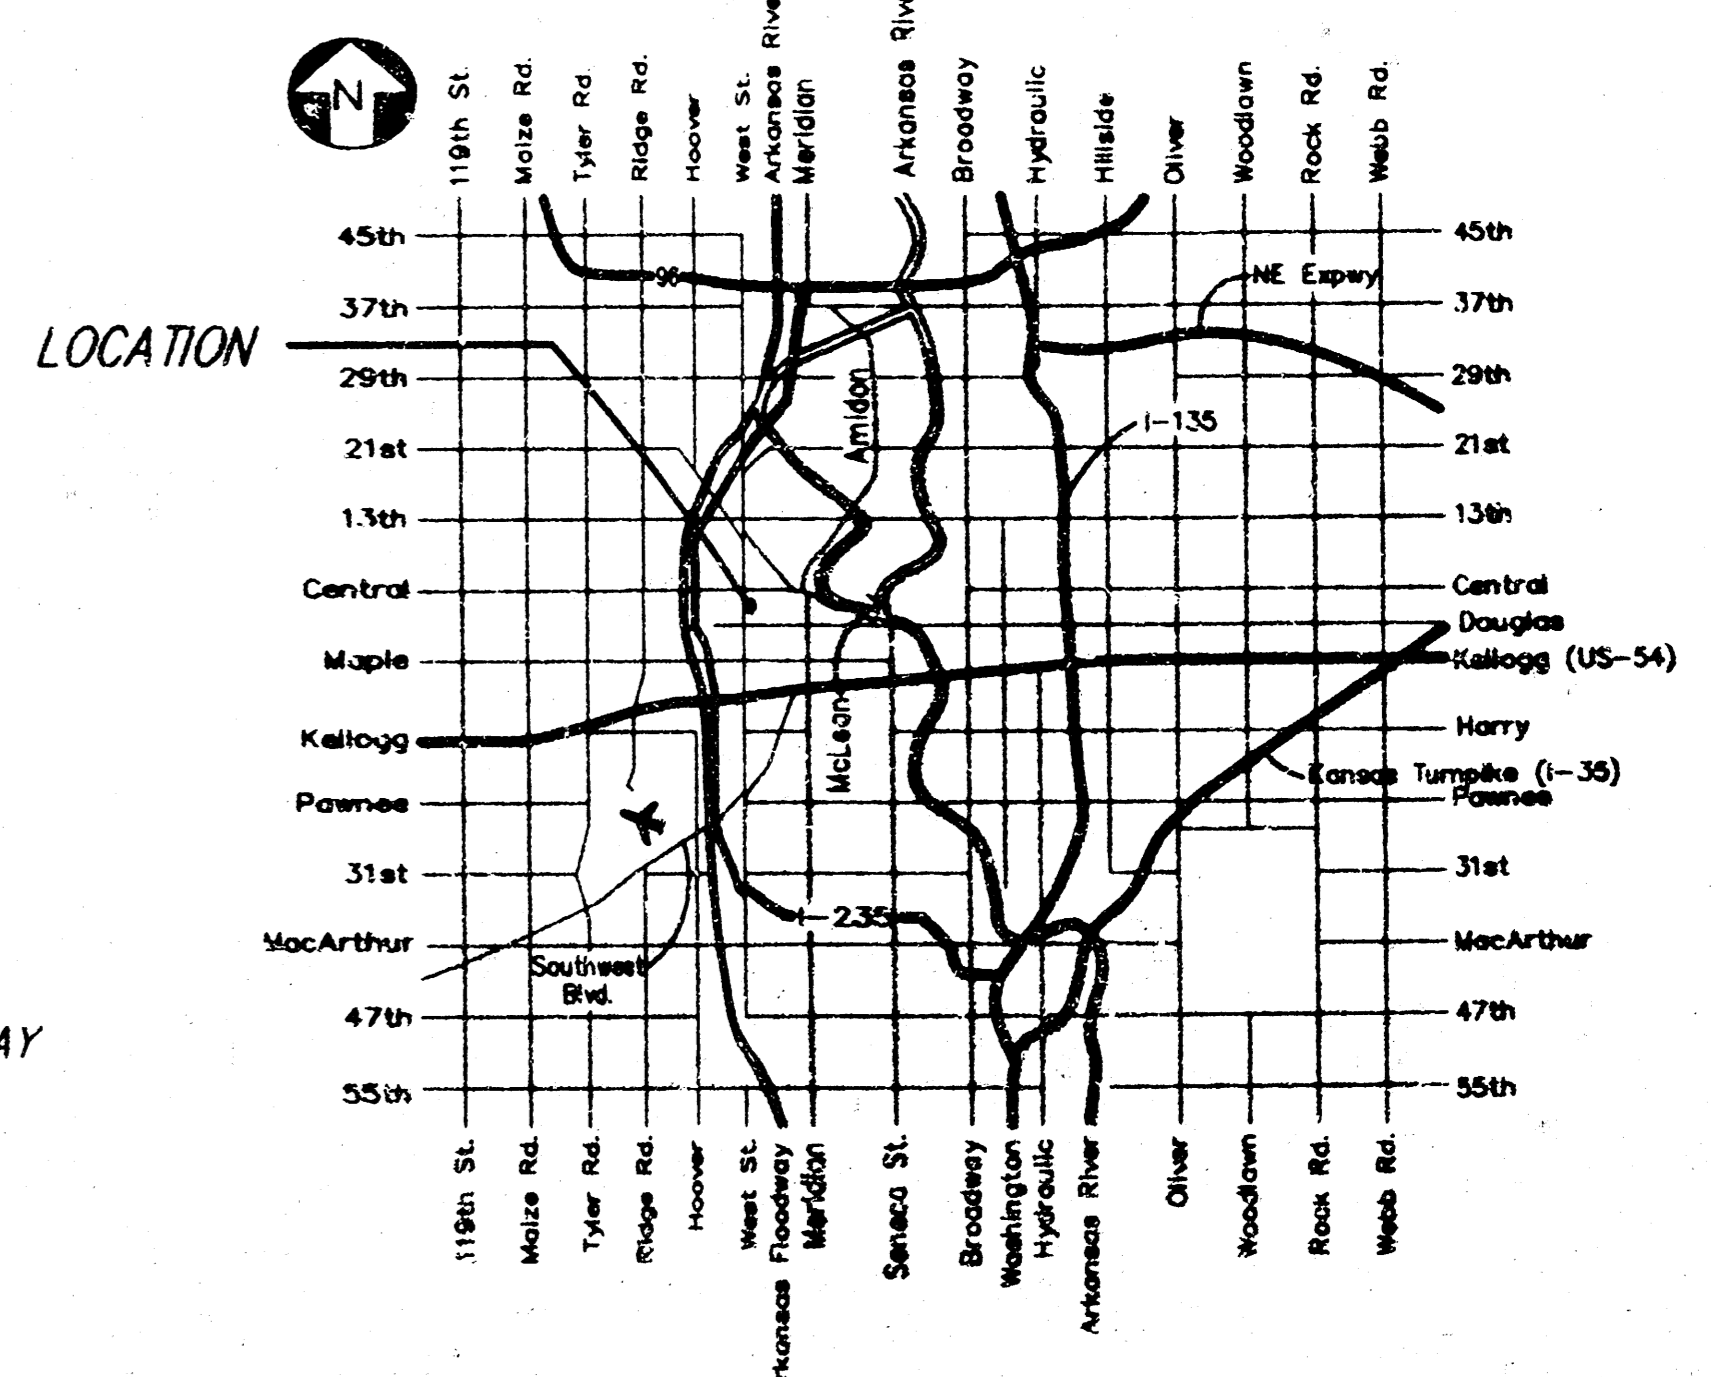 N
119th St.
Maize Rd.
Tyler Rd.
Ridge Rd.
Hoover
West St.
Arkansas
Meridian
Arkansas
Broadway
Hydraulic
Hillside
Oliver
Woodlawn
Rock Rd.
Webb Rd.
45th
45th
96
NE Expwy
37th
37th
LOCATION
29th
29th
Amidon
I-135
21st
21st
13th
13th
Central
Central
Douglas
Maple
Kellogg (US-54)
McLean
Kellogg
Harry
Kansas Turnpike (I-35)
Pawnee
Pawnee
31st
31st
I-235
MacArthur
MacArthur
Southwest
Blvd.
47th
47th
AY
55th
55th
119th St.
Maize Rd.
Tyler Rd.
Ridge Rd.
Hoover
West St.
rkansas Floodway
Meridian
Seneca St.
Broadway
Washington
Hydraulic
Arkansas River
Oliver
Woodlawn
Rock Rd.
Webb Rd.